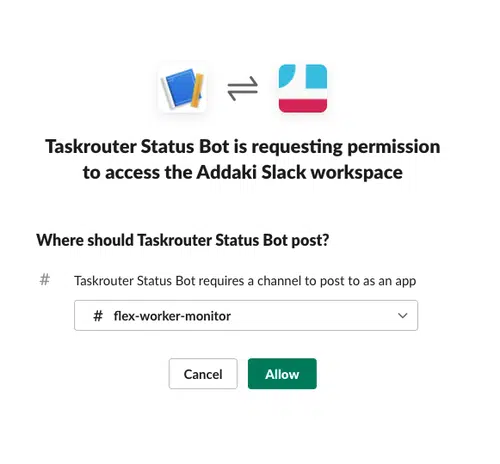 Taskrouter Status Bot is requesting permission
to access the Addaki Slack workspace
Where should Taskrouter Status Bot post?
# Taskrouter Status Bot requires a channel to post to as an app
# flex-worker-monitor
Cancel Allow